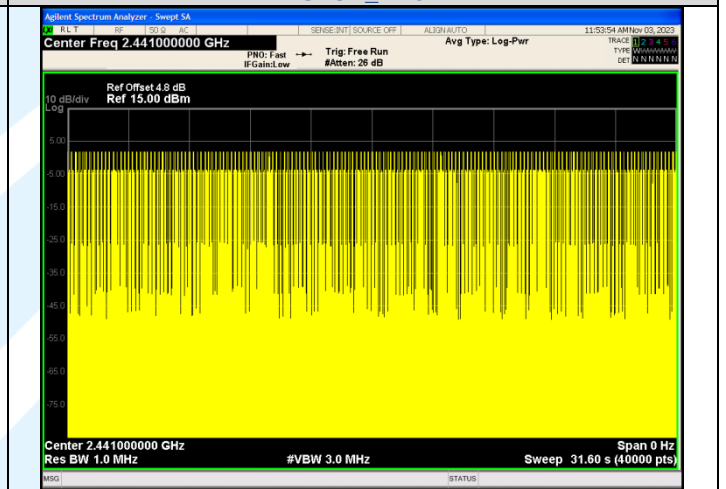 Agilent Spectrum Analyzer - Swept SA
RLT RF 50 Ω AC SENSE:INT SOURCE OFF ALIGN AUTO 11:53:54 AM Nov 03, 2023
Center Freq 2.441000000 GHz Avg Type: Log-Pwr TRACE 1 2 3 4 5 6
PNO: Fast Trig: Free Run TYPE WWWWWW
IFGain:Low #Atten: 26 dB DET N N N N N N
Ref Offset 4.8 dB
10 dB/div Ref 15.00 dBm
Log
5.00
-5.00
-15.0
-25.0
-35.0
-45.0
-55.0
-65.0
-75.0
Center 2.441000000 GHz Span 0 Hz
Res BW 1.0 MHz #VBW 3.0 MHz Sweep 31.60 s (40000 pts)
MSG STATUS